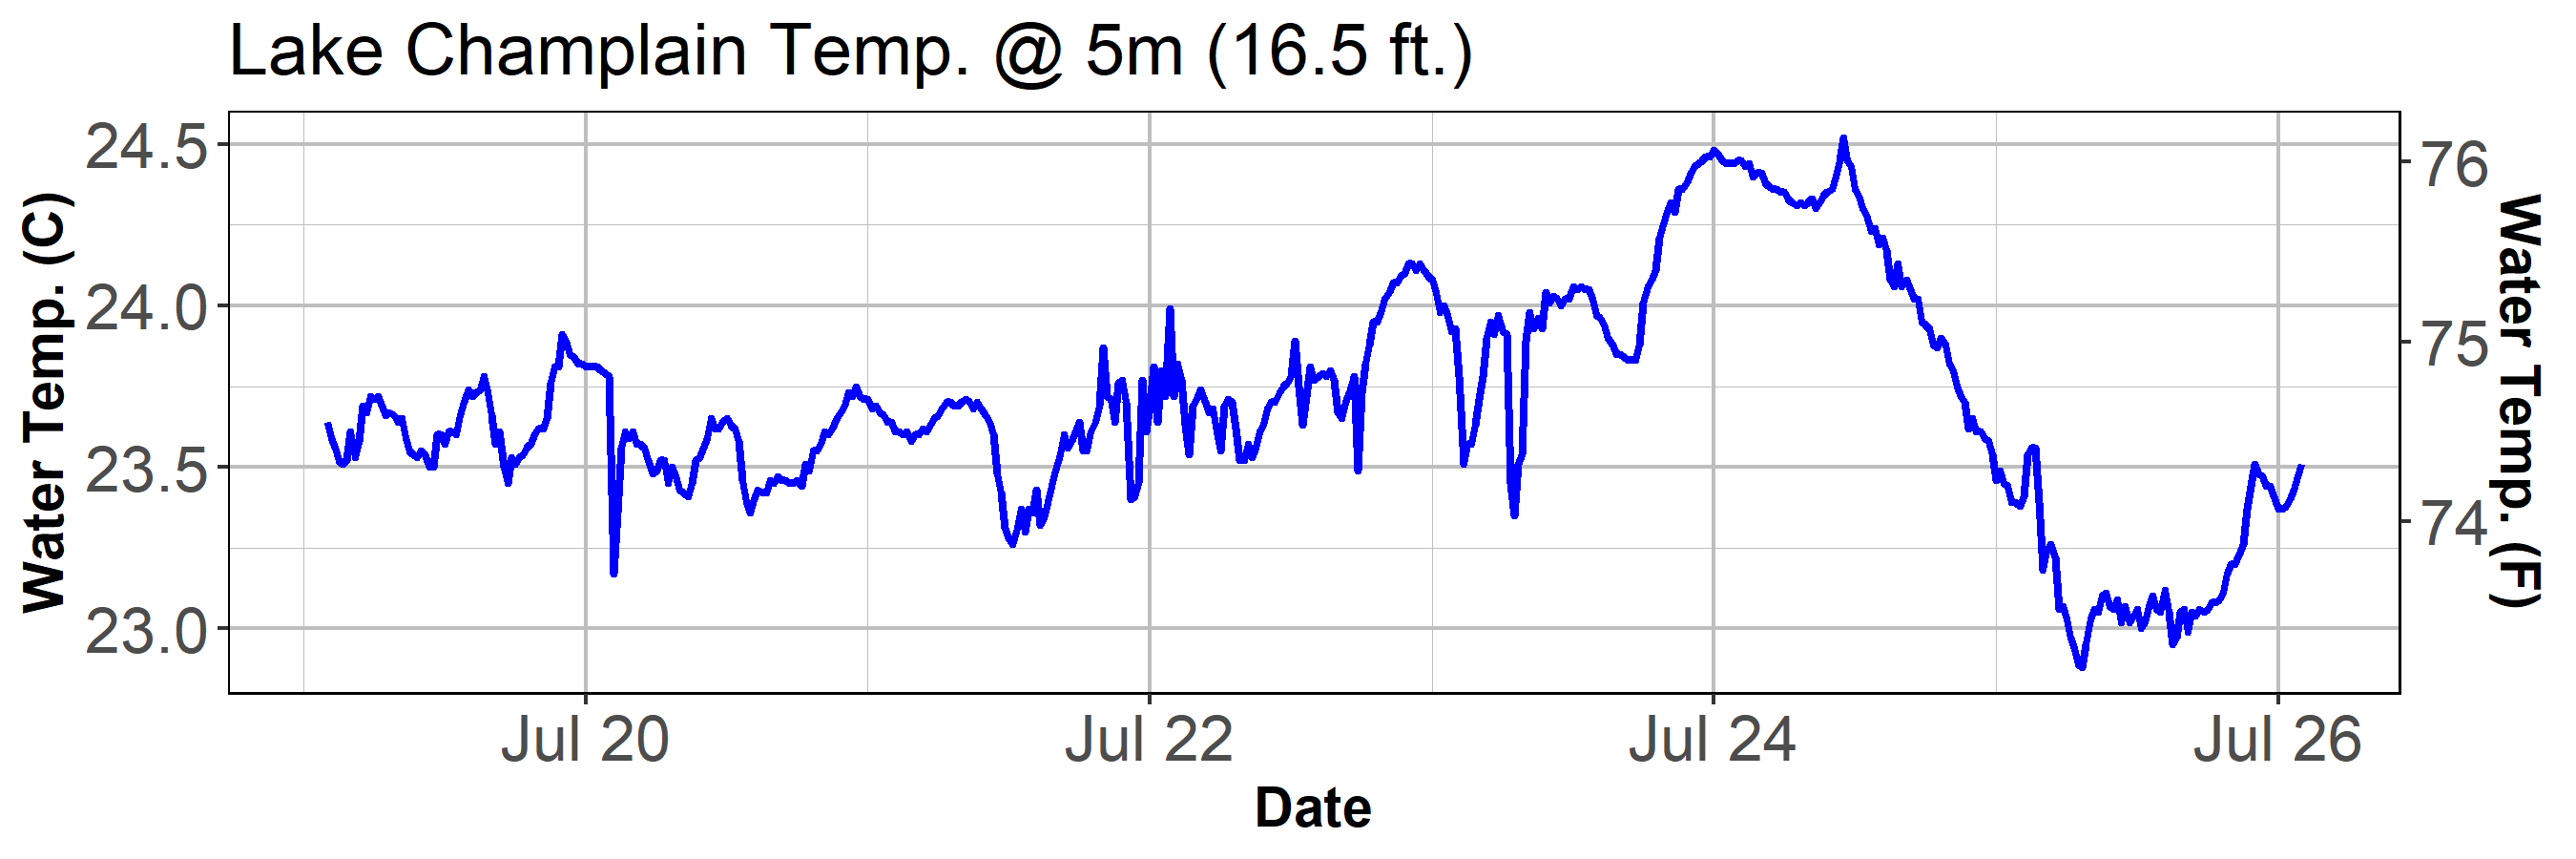 Lake Champlain Temp. @ 5m (16.5 ft.)
24.5
24.0
23.5
23.0
Water Temp. (C)
76
75
74
Water Temp. (F)
Jul 20 Jul 22 Jul 24 Jul 26
Date